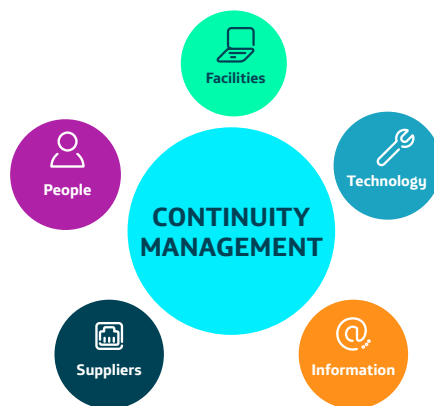 Facilities
People
Technology
CONTINUITY
MANAGEMENT
Suppliers
Information